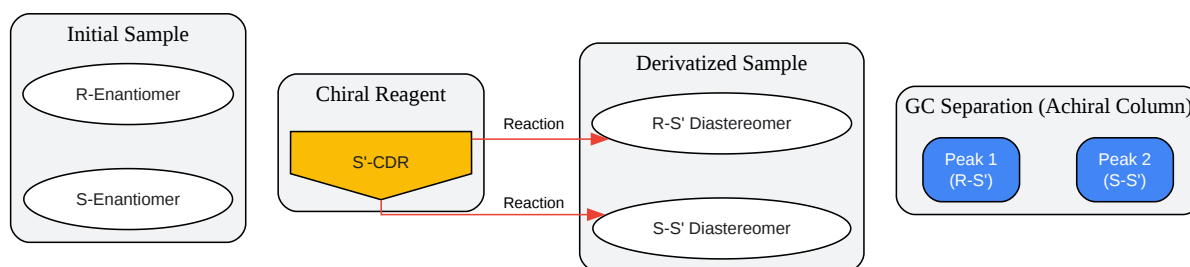 Initial Sample
R-Enantiomer
S-Enantiomer
Chiral Reagent
S'-CDR
Reaction
Reaction
Derivatized Sample
R-S' Diastereomer
S-S' Diastereomer
GC Separation (Achiral Column)
Peak 1
(R-S')
Peak 2
(S-S')